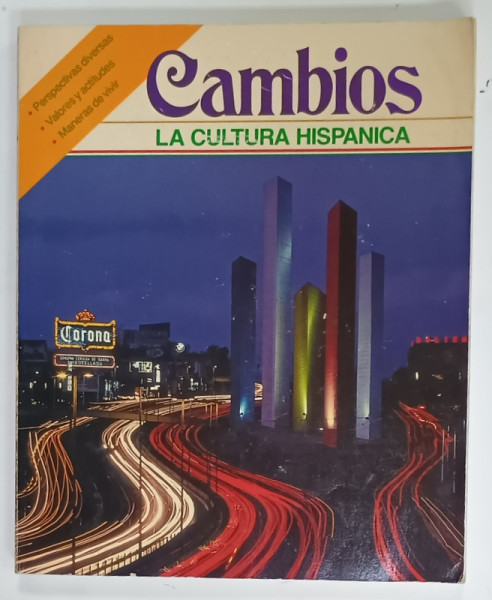 • Perspectivas diversas
• Valores y actitudes
• Maneras de vivir
Cambios
LA CULTURA HISPANICA
Corona